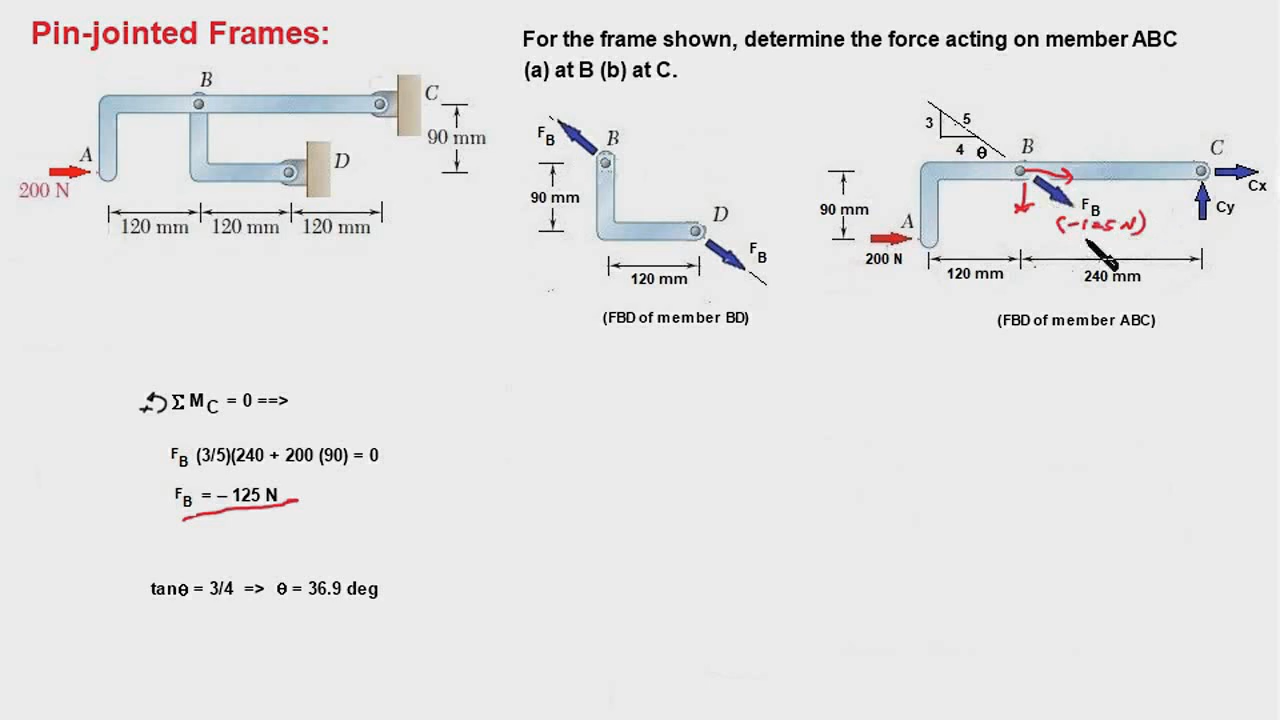 Pin-jointed Frames:
For the frame shown, determine the force acting on member ABC
(a) at B (b) at C.
B
C
90 mm
A
D
200 N
120 mm 120 mm 120 mm
F_B
B
90 mm
D
F_B
120 mm
(FBD of member BD)
3 5
4 θ
B
C
Cx
Cy
F_B
(-125 N)
90 mm
A
200 N
120 mm
240 mm
(FBD of member ABC)
+ Σ M_C = 0 ==>
F_B (3/5)(240 + 200 (90) = 0
F_B = – 125 N
tanθ = 3/4 => θ = 36.9 deg